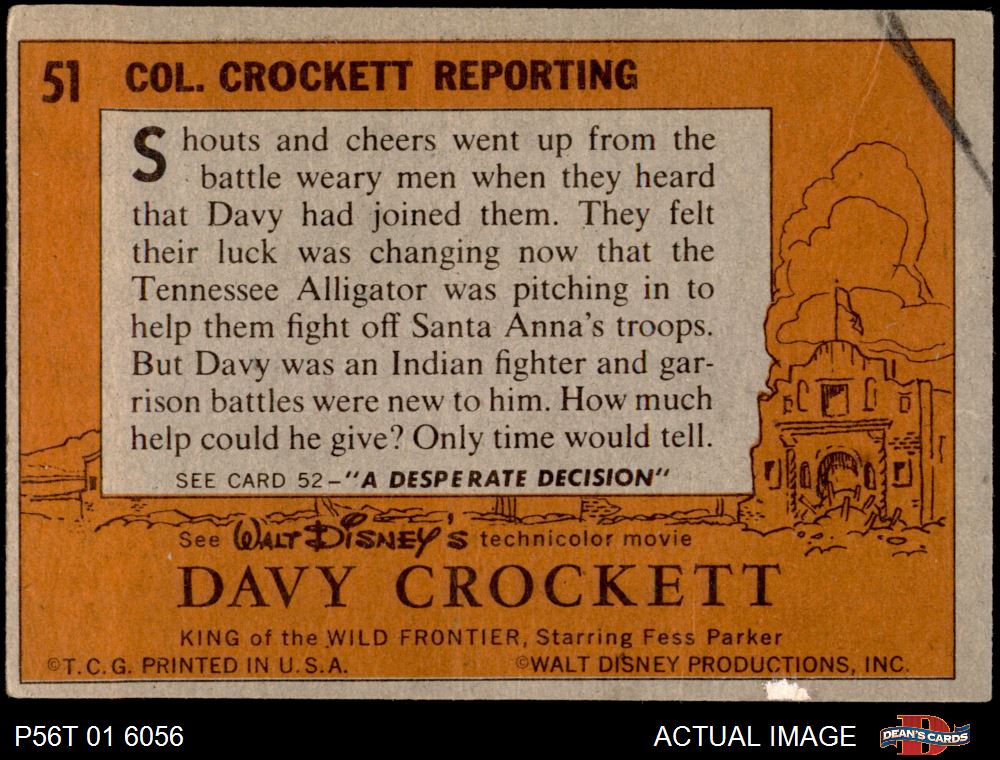 51 COL. CROCKETT REPORTING
Shouts and cheers went up from the
battle weary men when they heard
that Davy had joined them. They felt
their luck was changing now that the
Tennessee Alligator was pitching in to
help them fight off Santa Anna's troops.
But Davy was an Indian fighter and gar-
rison battles were new to him. How much
help could he give? Only time would tell.
SEE CARD 52–"A DESPERATE DECISION"
See WALT DISNEY'S technicolor movie
DAVY CROCKETT
KING of the WILD FRONTIER, Starring Fess Parker
©T.C.G. PRINTED IN U.S.A. ©WALT DISNEY PRODUCTIONS, INC.
P56T 01 6056 ACTUAL IMAGE D DEAN'S CARDS